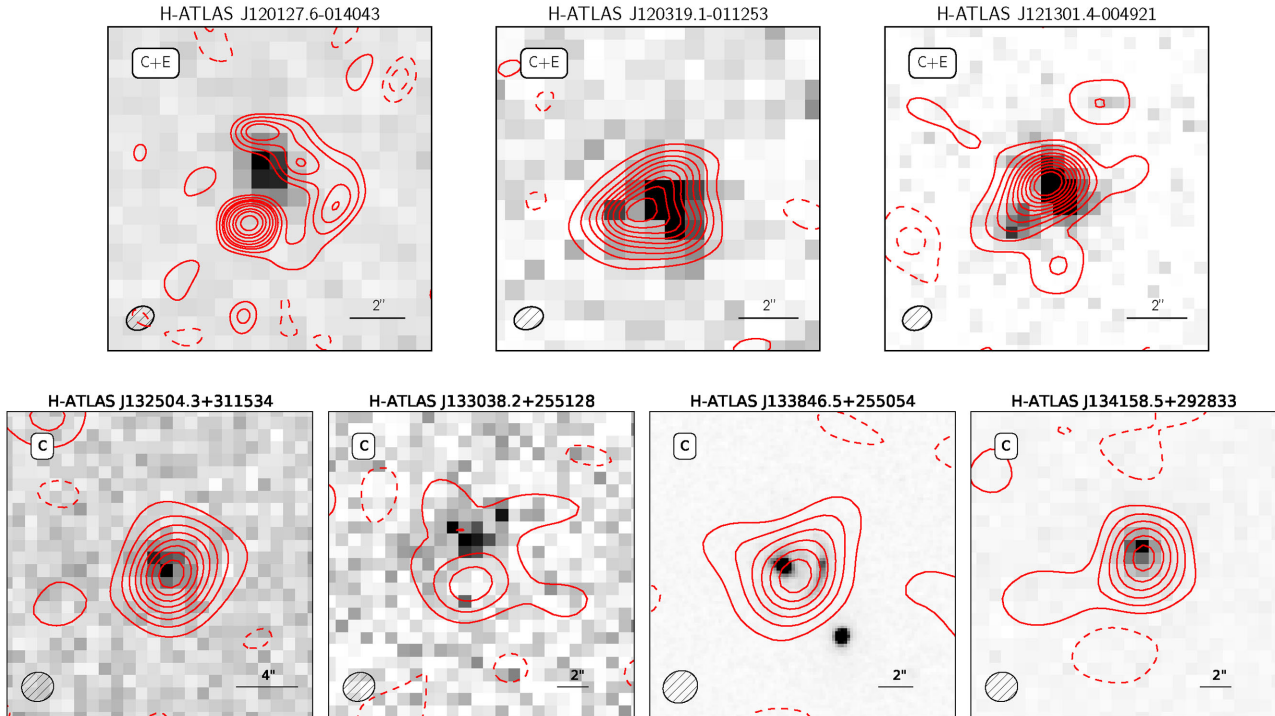 H-ATLAS J120127.6-014043
C+E
2"
H-ATLAS J120319.1-011253
C+E
2"
H-ATLAS J121301.4-004921
C+E
2"
H-ATLAS J132504.3+311534
C
4"
H-ATLAS J133038.2+255128
C
2"
H-ATLAS J133846.5+255054
C
2"
H-ATLAS J134158.5+292833
C
2"